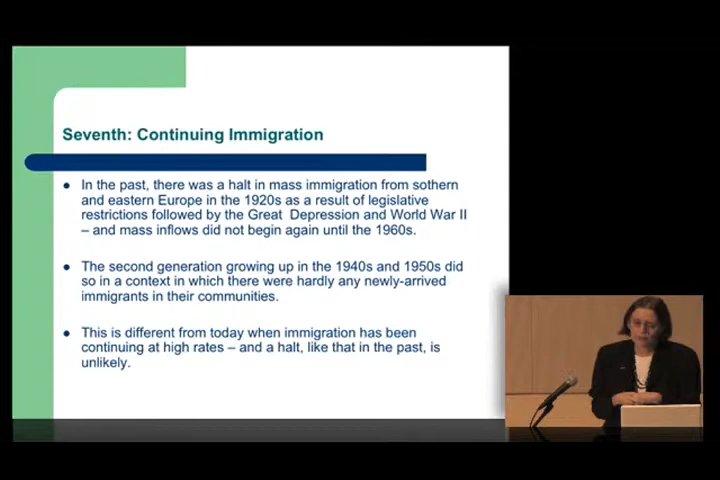 Seventh: Continuing Immigration
● In the past, there was a halt in mass immigration from sothern
and eastern Europe in the 1920s as a result of legislative
restrictions followed by the Great Depression and World War II
– and mass inflows did not begin again until the 1960s.
● The second generation growing up in the 1940s and 1950s did
so in a context in which there were hardly any newly-arrived
immigrants in their communities.
● This is different from today when immigration has been
continuing at high rates – and a halt, like that in the past, is
unlikely.